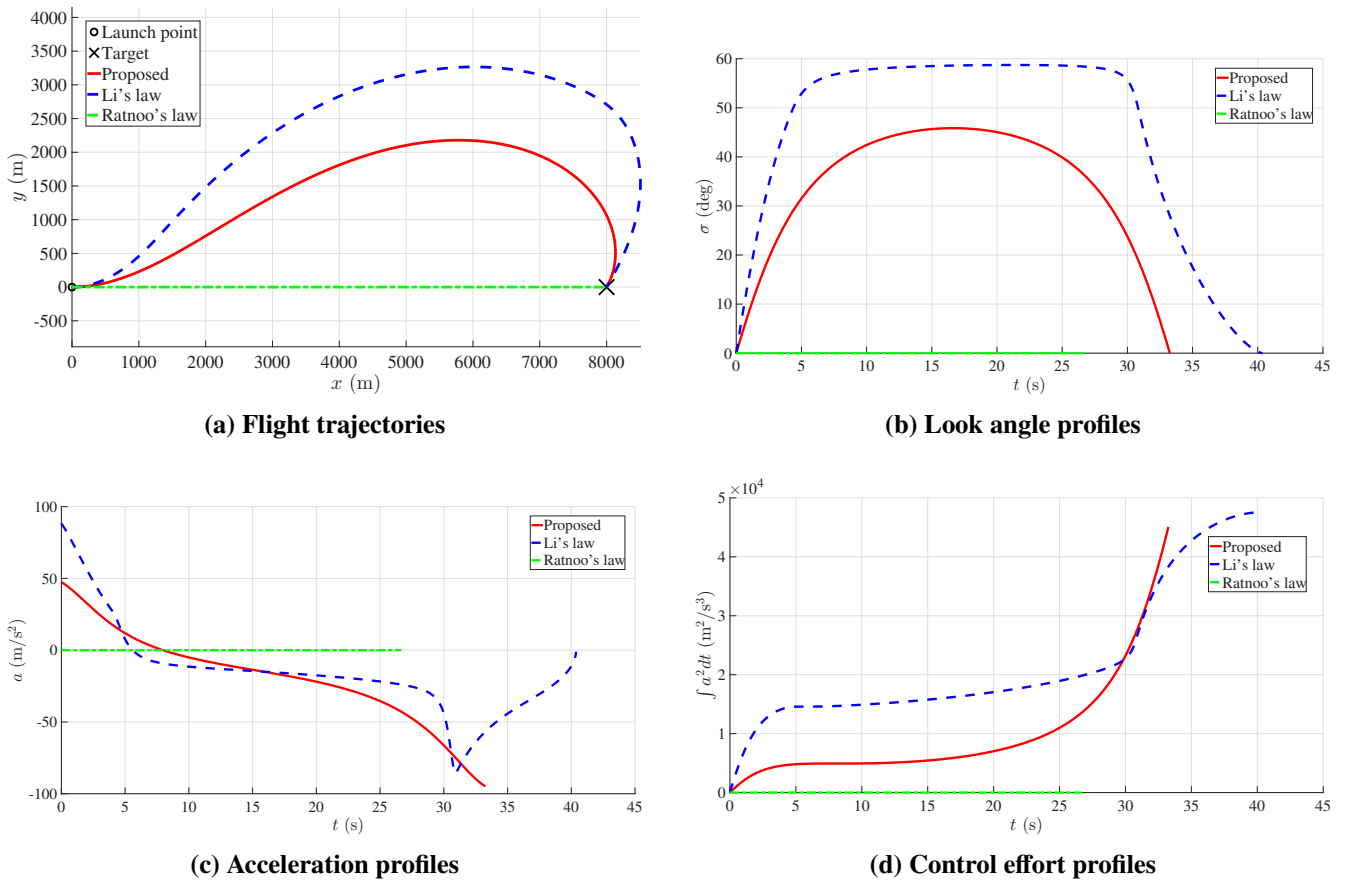 4000
3500
3000
2500
2000
1500
1000
500
0
-500
y (m)
0 1000 2000 3000 4000 5000 6000 7000 8000
x (m)
Launch point
Target
Proposed
Li's law
Ratnoo's law
(a) Flight trajectories
60
50
40
30
20
10
0
σ (deg)
0 5 10 15 20 25 30 35 40 45
t (s)
Proposed
Li's law
Ratnoo's law
(b) Look angle profiles
100
50
0
-50
-100
a (m/s²)
0 5 10 15 20 25 30 35 40 45
t (s)
Proposed
Li's law
Ratnoo's law
(c) Acceleration profiles
×10⁴
5
4
3
2
1
0
∫ a² dt (m²/s³)
0 5 10 15 20 25 30 35 40 45
t (s)
Proposed
Li's law
Ratnoo's law
(d) Control effort profiles